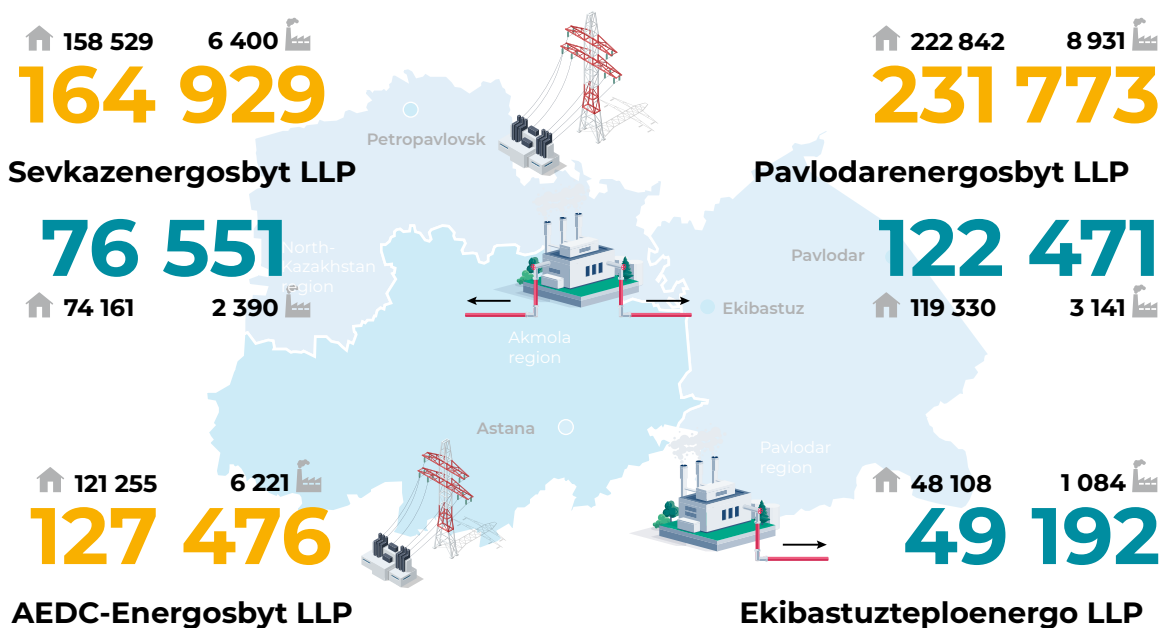 158 529 6 400
164 929
Sevkazenergosbyt LLP
76 551
74 161 2 390
222 842 8 931
231 773
Pavlodarenergosbyt LLP
122 471
119 330 3 141
Petropavlovsk
North-
Kazakhstan
region
Pavlodar
Ekibastuz
Akmola
region
Astana
Pavlodar
region
121 255 6 221
127 476
AEDC-Energosbyt LLP
48 108 1 084
49 192
Ekibastuzteploenergo LLP